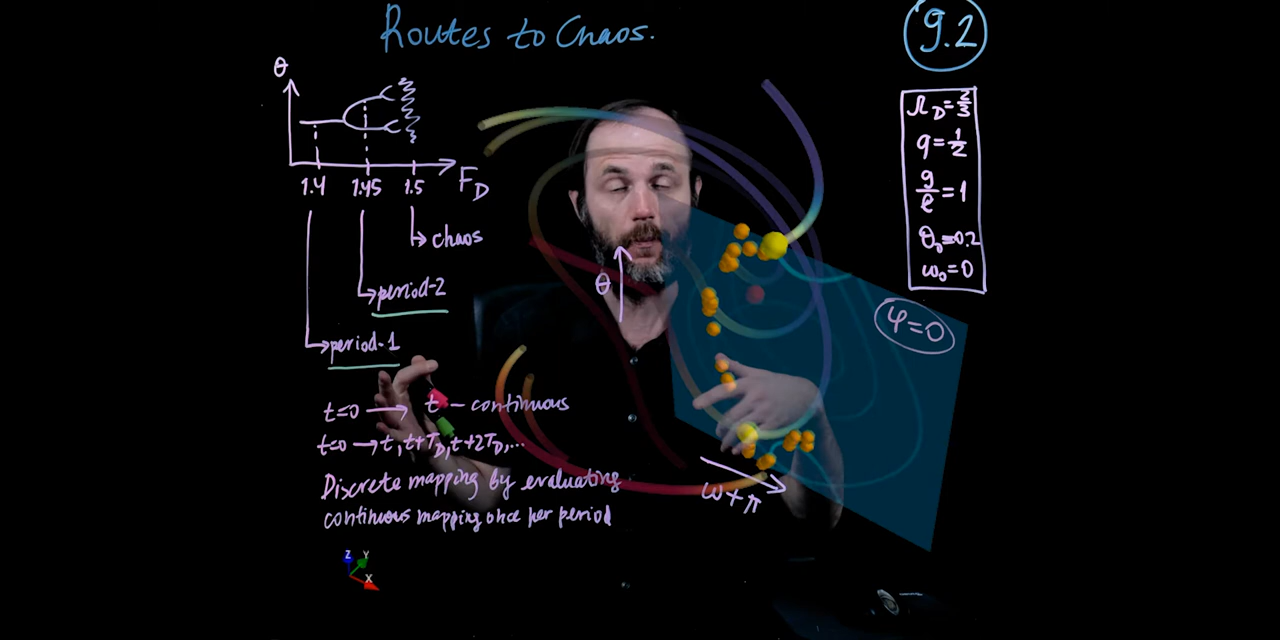 Routes to Chaos.
9.2
θ
1.4 1.45 1.5 F_D
chaos
period-2
period-1
t=0 → t - continuous
t=0 → t, t+T_D, t+2T_D, ...
Discrete mapping by evaluating
continuous mapping once per period
Z Y
X
θ
ω+π
Ω_D=2/3
q=1/2
g/ℓ=1
θ₀=0.2
ω₀=0
φ=0